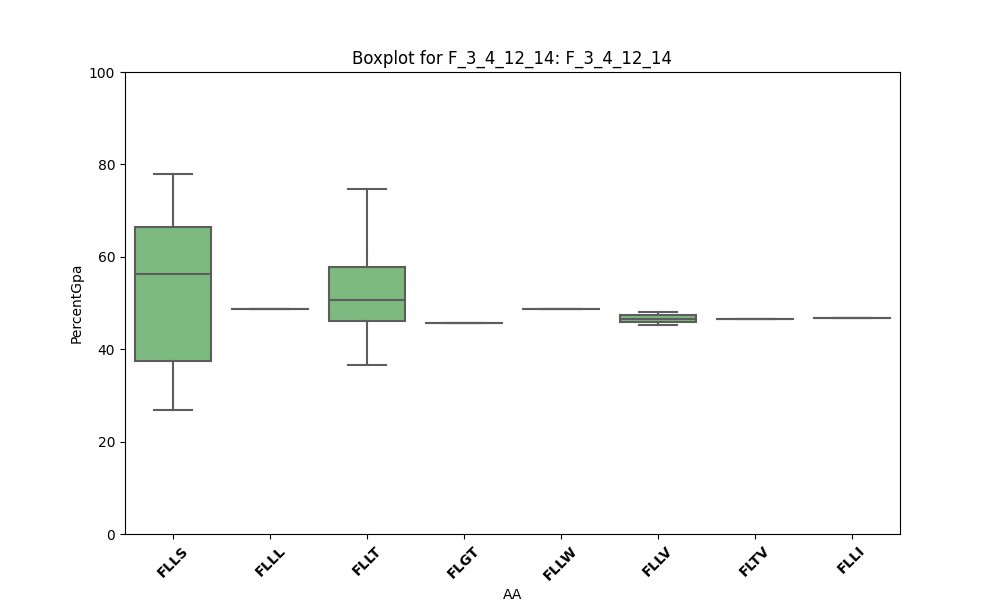 Boxplot for F_3_4_12_14: F_3_4_12_14
100
80
60
40
20
0
PercentGpa
FLLS
FLLL
FLLT
FLGT
FLLW
FLLV
FLTV
FLLI
AA